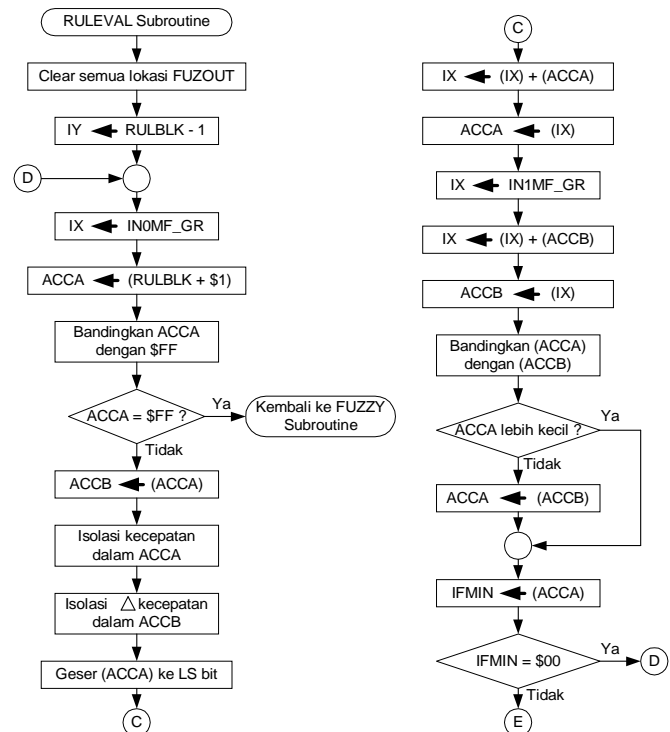 RULEVAL Subroutine
Clear semua lokasi FUZOUT
IY ← RULBLK - 1
D
IX ← IN0MF_GR
ACCA ← (RULBLK + $1)
Bandingkan ACCA
dengan $FF
ACCA = $FF ?
Ya
Kembali ke FUZZY
Subroutine
Tidak
ACCB ← (ACCA)
Isolasi kecepatan
dalam ACCA
Isolasi △ kecepatan
dalam ACCB
Geser (ACCA) ke LS bit
C
C
IX ← (IX) + (ACCA)
ACCA ← (IX)
IX ← IN1MF_GR
IX ← (IX) + (ACCB)
ACCB ← (IX)
Bandingkan (ACCA)
dengan (ACCB)
ACCA lebih kecil ?
Ya
Tidak
ACCA ← (ACCB)
IFMIN ← (ACCA)
IFMIN = $00
Ya
D
Tidak
E